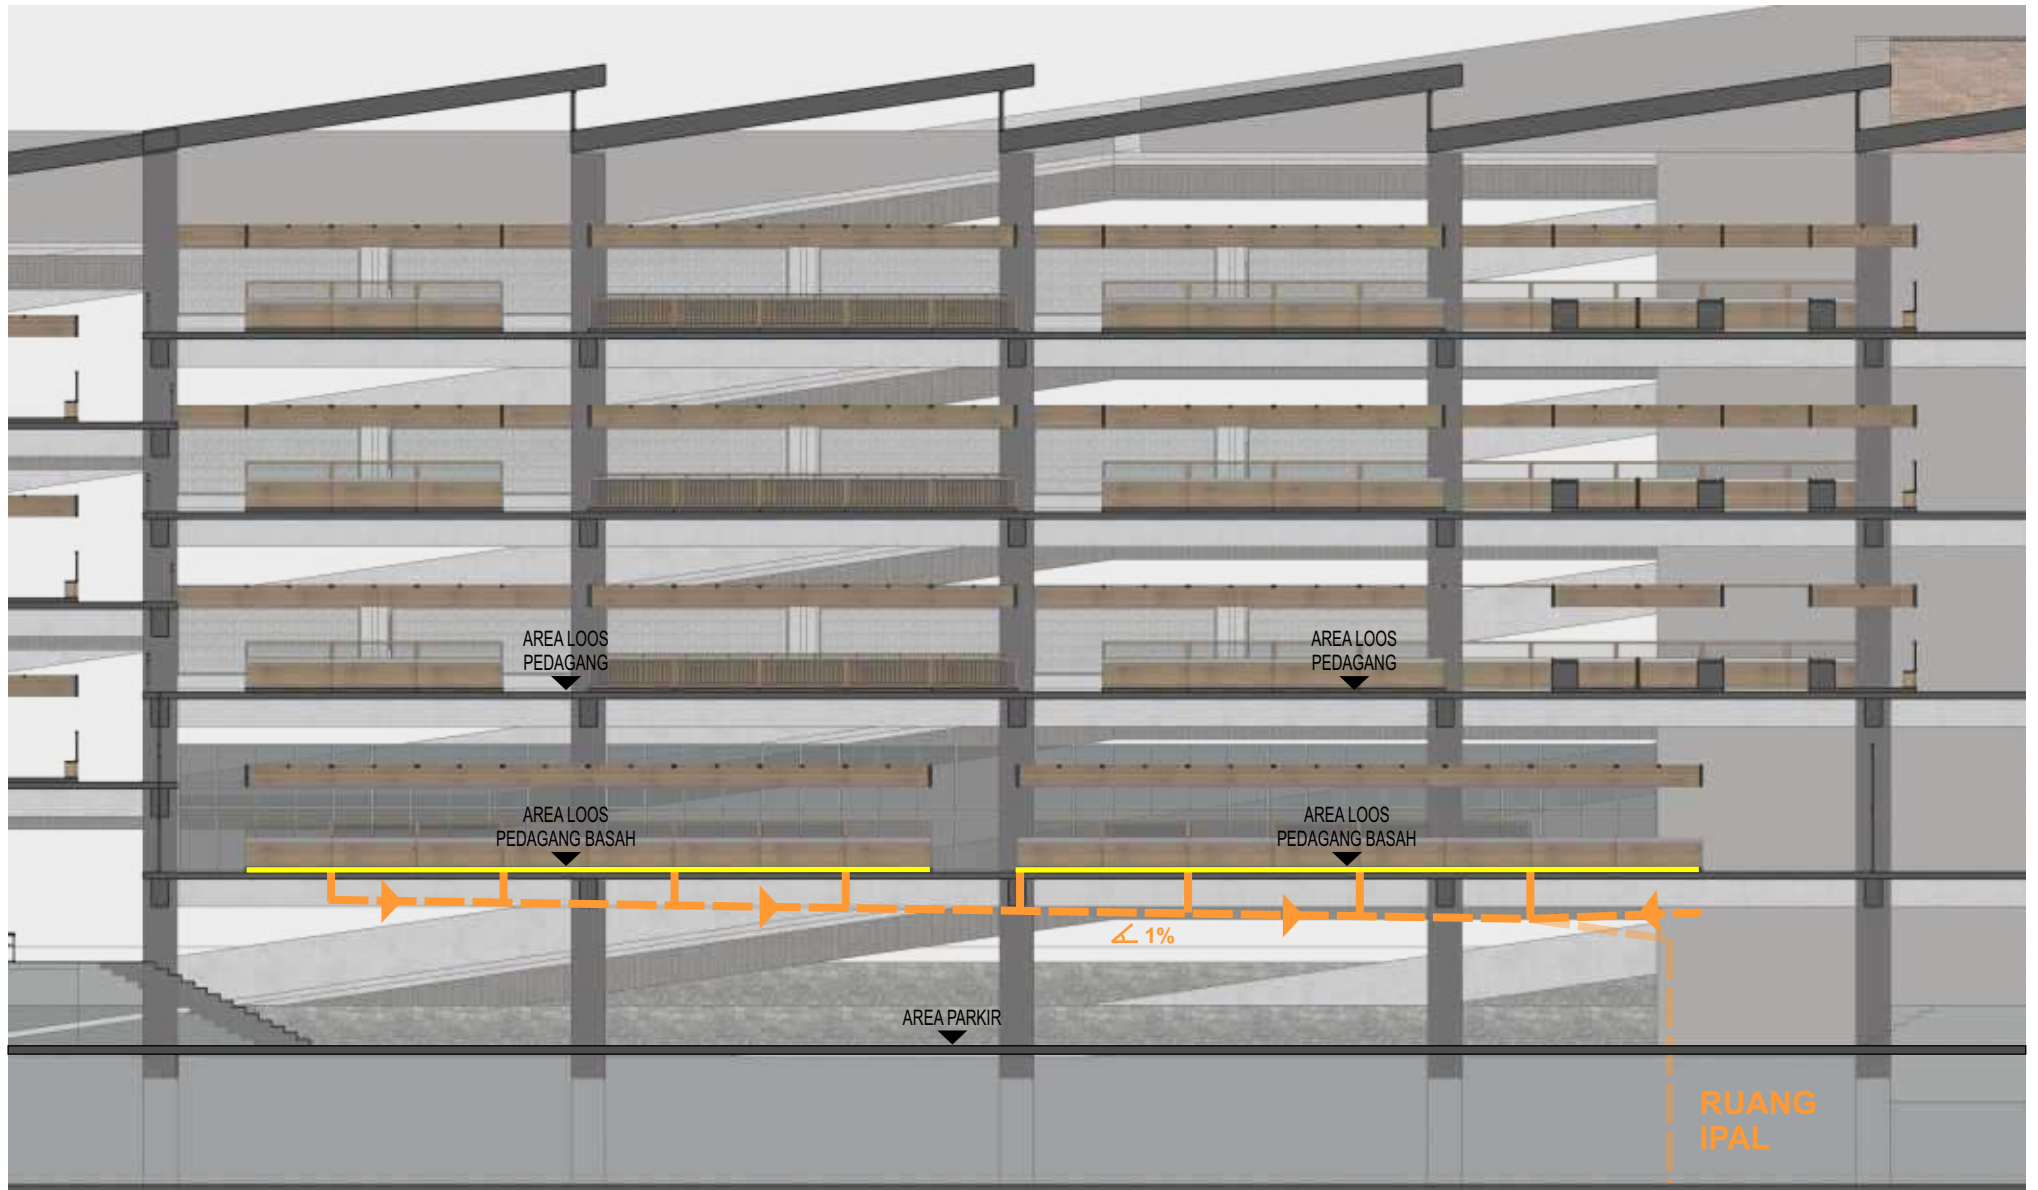 AREA LOOS
PEDAGANG
AREA LOOS
PEDAGANG
AREA LOOS
PEDAGANG BASAH
AREA LOOS
PEDAGANG BASAH
1%
AREA PARKIR
RUANG
IPAL